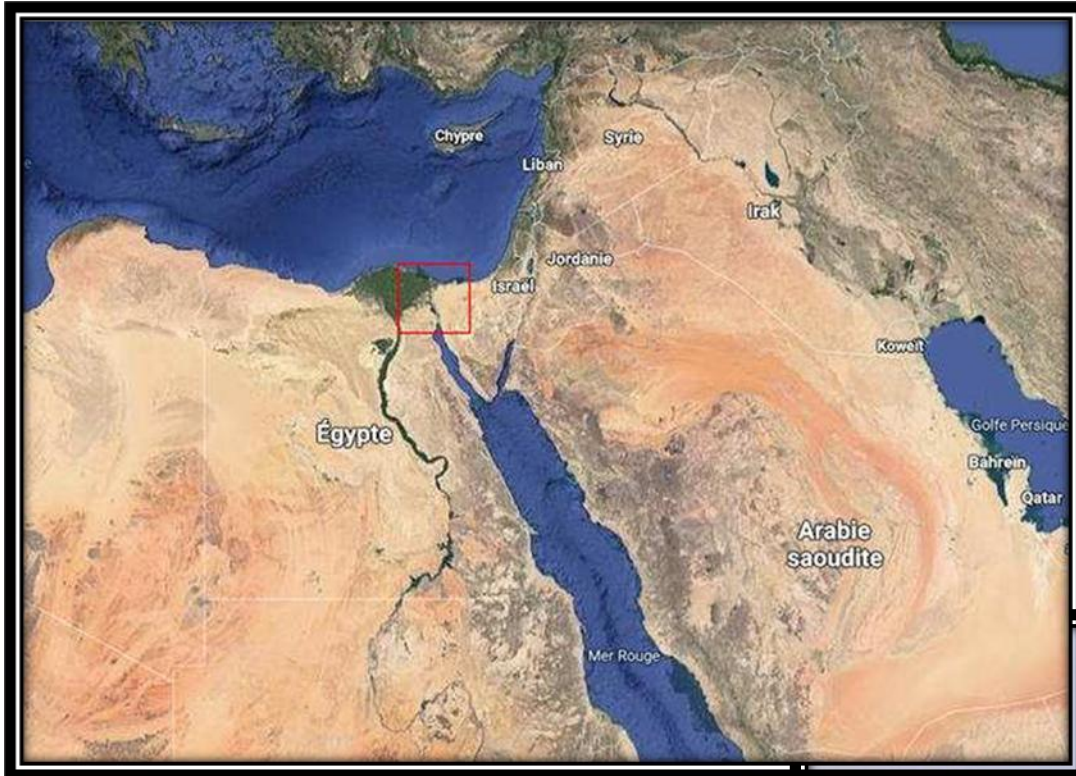 Chypre
Syrie
Liban
Irak
Jordanie
Israël
Koweït
Golfe Persique
Égypte
Bahreïn
Qatar
Arabie
saoudite
Mer Rouge